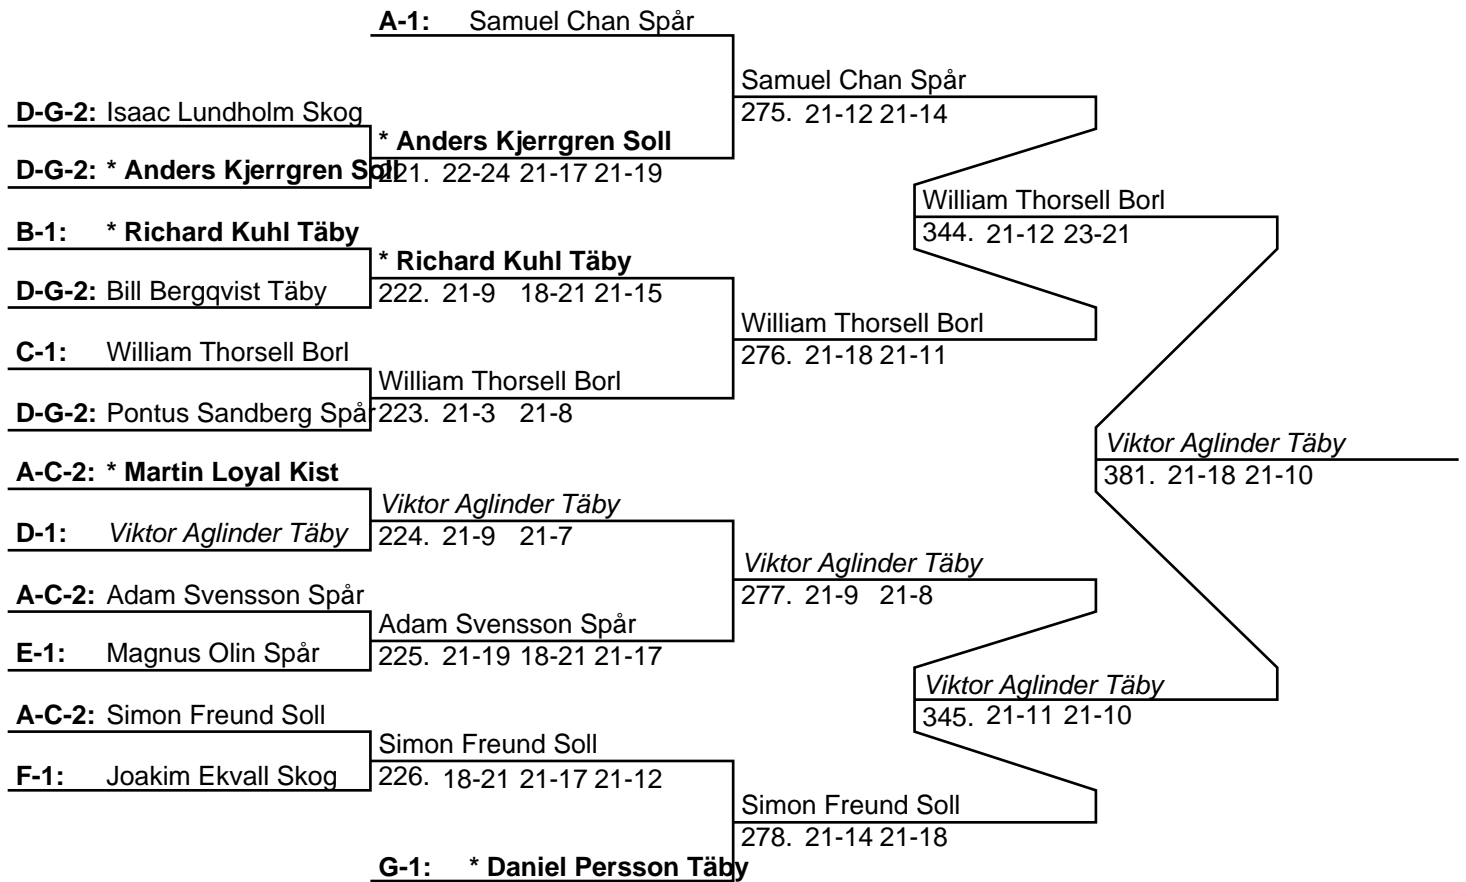 A-1: Samuel Chan Spår
Samuel Chan Spår
275. 21-12 21-14
D-G-2: Isaac Lundholm Skog
* Anders Kjerrgren Soll
D-G-2: * Anders Kjerrgren Soll
221. 22-24 21-17 21-19
William Thorsell Borl
344. 21-12 23-21
B-1: * Richard Kuhl Täby
* Richard Kuhl Täby
D-G-2: Bill Bergqvist Täby
222. 21-9 18-21 21-15
William Thorsell Borl
276. 21-18 21-11
C-1: William Thorsell Borl
William Thorsell Borl
D-G-2: Pontus Sandberg Spår
223. 21-3 21-8
Viktor Aglinder Täby
381. 21-18 21-10
A-C-2: * Martin Loyal Kist
Viktor Aglinder Täby
D-1: Viktor Aglinder Täby
224. 21-9 21-7
Viktor Aglinder Täby
277. 21-9 21-8
A-C-2: Adam Svensson Spår
Adam Svensson Spår
E-1: Magnus Olin Spår
225. 21-19 18-21 21-17
Viktor Aglinder Täby
345. 21-11 21-10
A-C-2: Simon Freund Soll
Simon Freund Soll
F-1: Joakim Ekvall Skog
226. 18-21 21-17 21-12
Simon Freund Soll
278. 21-14 21-18
G-1: * Daniel Persson Täby